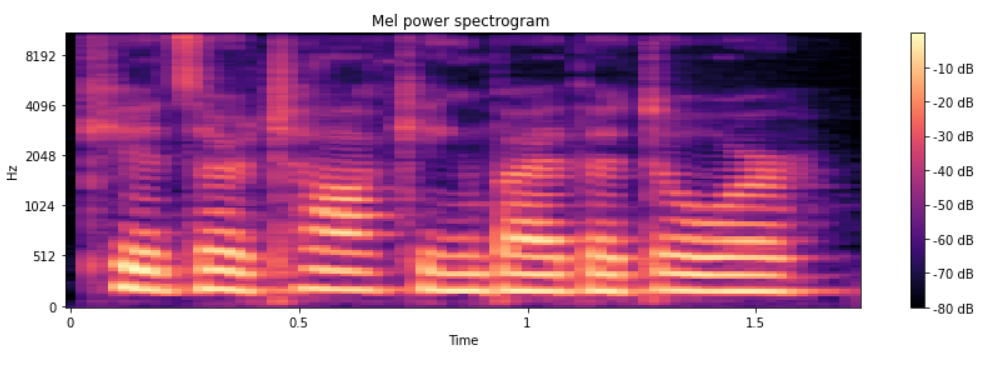 Mel power spectrogram
Hz
8192
4096
2048
1024
512
0
0 0.5 1 1.5
Time
-10 dB
-20 dB
-30 dB
-40 dB
-50 dB
-60 dB
-70 dB
-80 dB